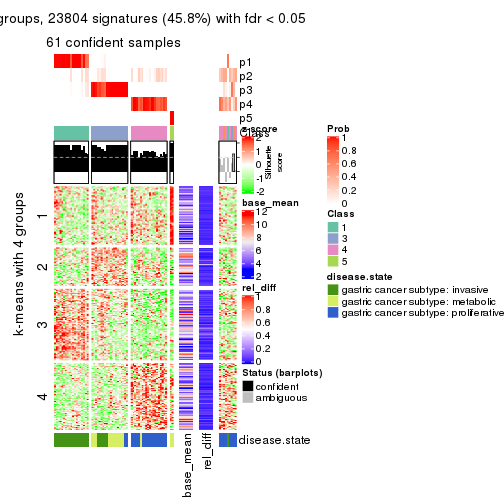 groups, 23804 signatures (45.8%) with fdr < 0.05
61 confident samples
p1
p2
p3
p4
p5
Class
k-means with 4 groups
1
2
3
4
Silhouette
score
base_mean
rel_diff
disease.state
z-score
2
1
0
-1
-2
base_mean
12
10
8
6
4
2
rel_diff
1
0.8
0.6
0.4
0.2
0
Status (barplots)
confident
ambiguous
Prob
1
0.8
0.6
0.4
0.2
0
Class
1
3
4
5
disease.state
gastric cancer subtype: invasive
gastric cancer subtype: metabolic
gastric cancer subtype: proliferative